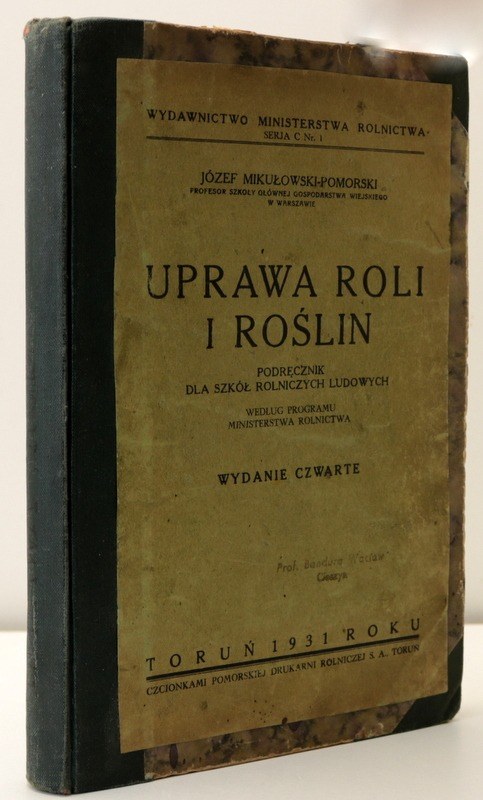 WYDAWNICTWO MINISTERSTWA ROLNICTWA
SERJA C Nr. 1
JÓZEF MIKUŁOWSKI-POMORSKI
PROFESOR SZKOŁY GŁÓWNEJ GOSPODARSTWA WIEJSKIEGO
W WARSZAWIE
UPRAWA ROLI
I ROŚLIN
PODRĘCZNIK
DLA SZKÓŁ ROLNICZYCH LUDOWYCH
WEDŁUG PROGRAMU
MINISTERSTWA ROLNICTWA
WYDANIE CZWARTE
Prof. Bandura Wacław
Cieszyn
TORUŃ 1931 ROKU
CZCIONKAMI POMORSKIEJ DRUKARNI ROLNICZEJ S. A., TORUŃ